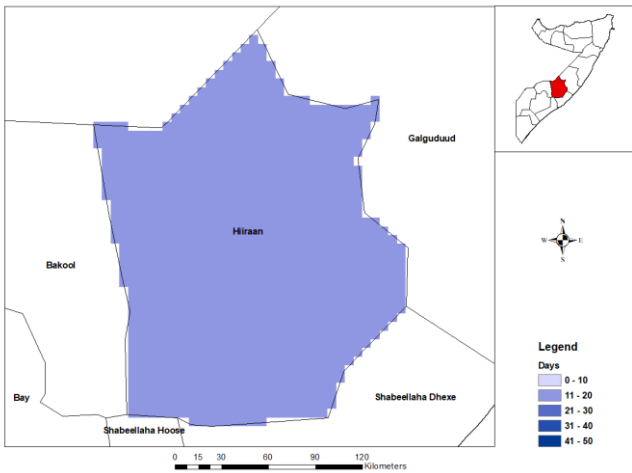 Galguduud
Hiiraan
Bakool
N
W E
S
Bay
Shabeellaha Dhexe
Shabeellaha Hoose
Legend
Days
0 - 10
11 - 20
21 - 30
31 - 40
41 - 50
0 15 30 60 90 120
Kilometers